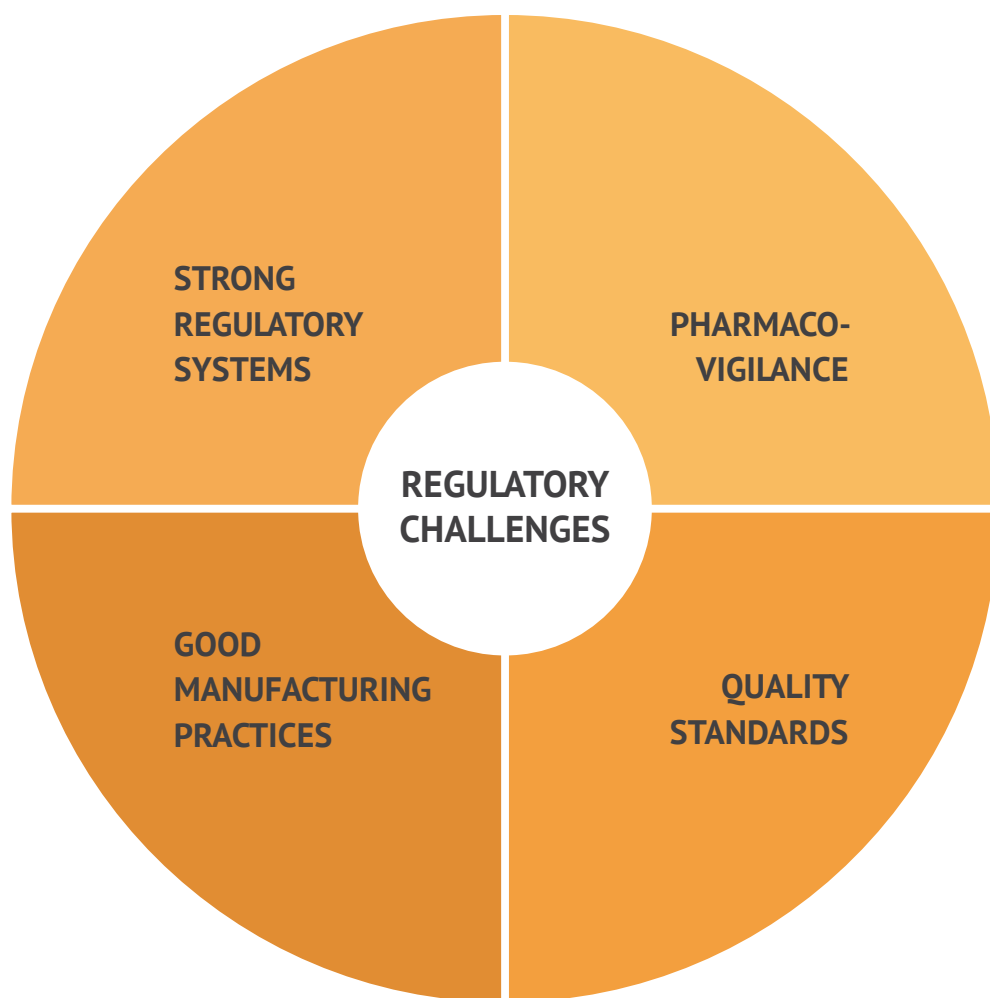 STRONG
REGULATORY
SYSTEMS
PHARMACO-
VIGILANCE
REGULATORY
CHALLENGES
GOOD
MANUFACTURING
PRACTICES
QUALITY
STANDARDS